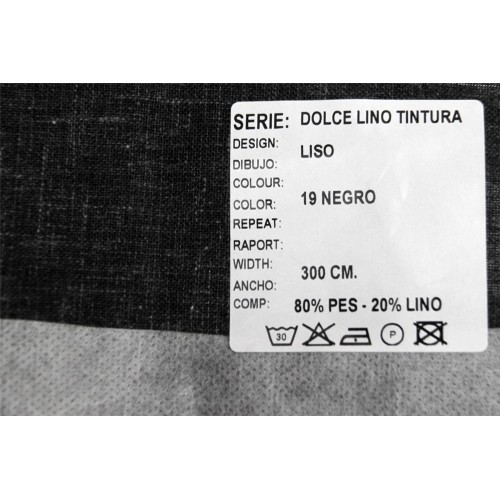 SERIE: DOLCE LINO TINTURA
DESIGN:
DIBUJO: LISO
COLOUR:
COLOR: 19 NEGRO
REPEAT:
RAPORT:
WIDTH:
ANCHO: 300 CM.
COMP: 80% PES - 20% LINO
30 P